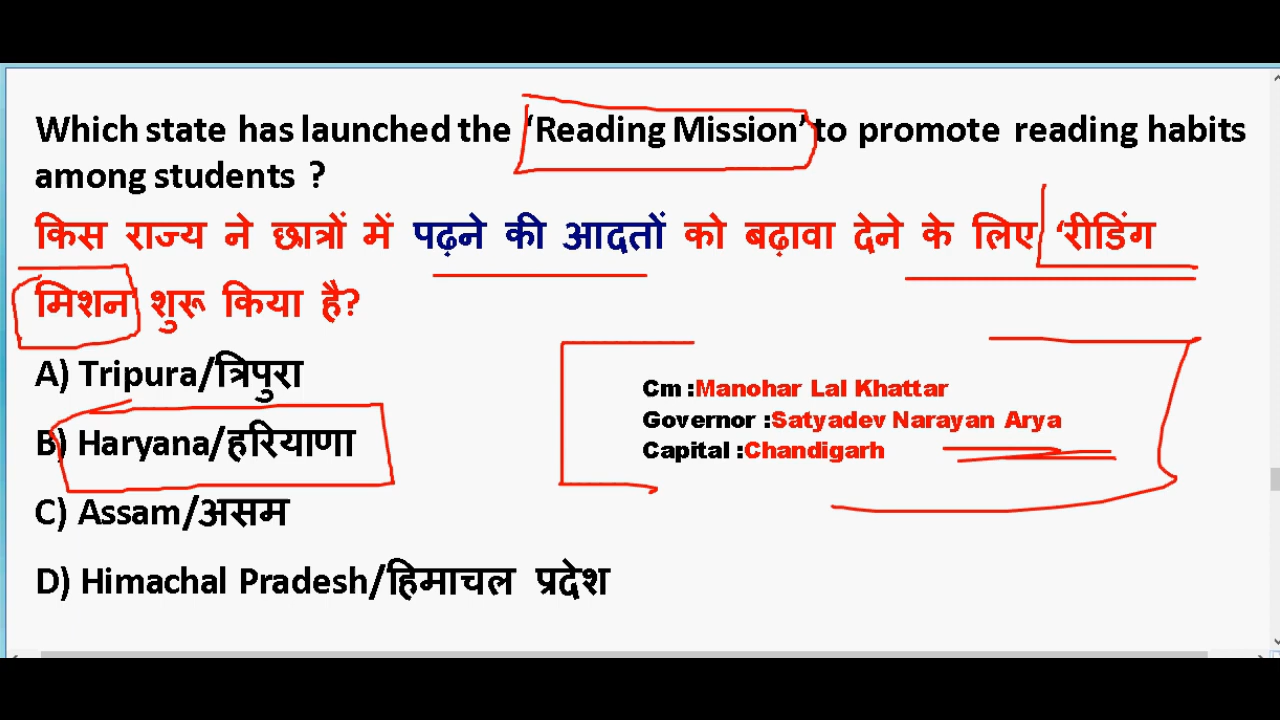 Which state has launched the ‘Reading Mission’ to promote reading habits
among students ?
किस राज्य ने छात्रों में पढ़ने की आदतों को बढ़ावा देने के लिए ‘रीडिंग
मिशन' शुरू किया है?
A) Tripura/त्रिपुरा
B) Haryana/हरियाणा
C) Assam/असम
D) Himachal Pradesh/हिमाचल प्रदेश
Cm :Manohar Lal Khattar
Governor :Satyadev Narayan Arya
Capital :Chandigarh